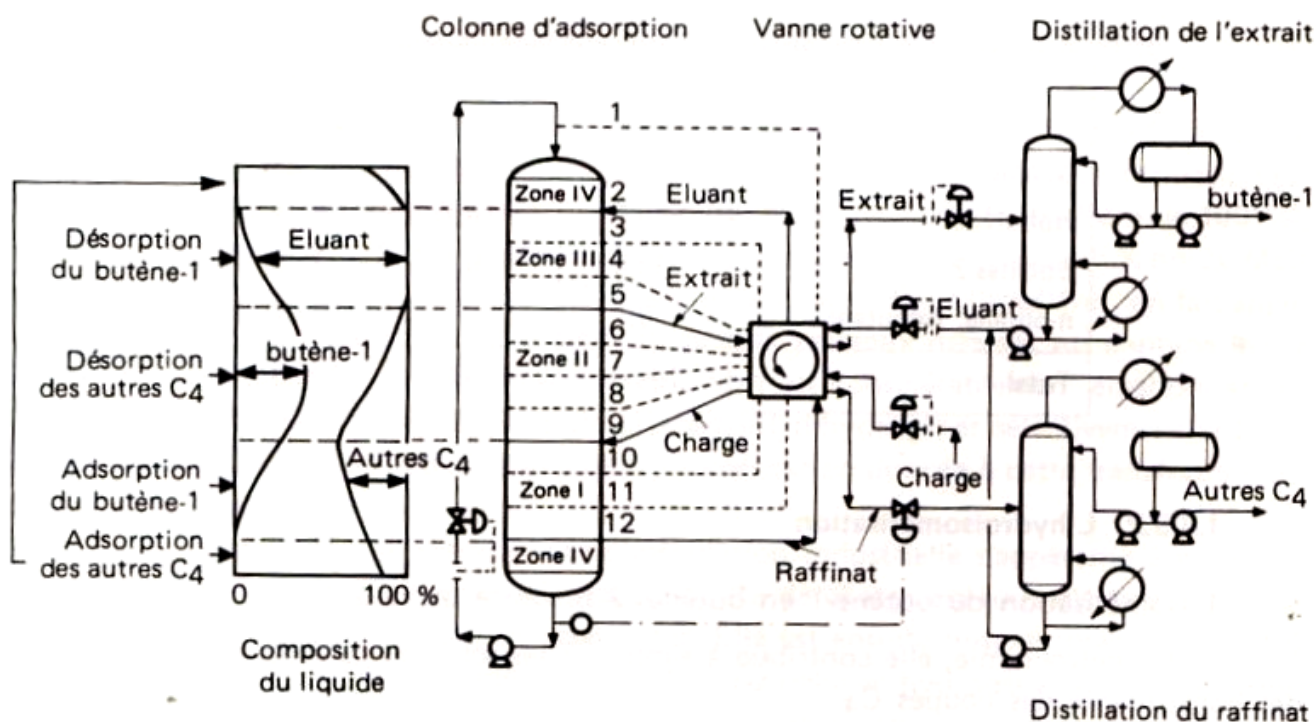 Colonne d'adsorption
Vanne rotative
Distillation de l'extrait
1
Zone IV
2
Eluant
Extrait
butène-1
3
Désorption
du butène-1
Eluant
Zone III
4
Extrait
5
Eluant
6
butène-1
Zone II
7
Désorption
des autres C4
8
9
Charge
10
Autres C4
Adsorption
du butène-1
Zone I
11
Charge
Autres C4
12
Adsorption
des autres C4
Zone IV
Raffinat
0
100 %
Composition
du liquide
Distillation du raffinat